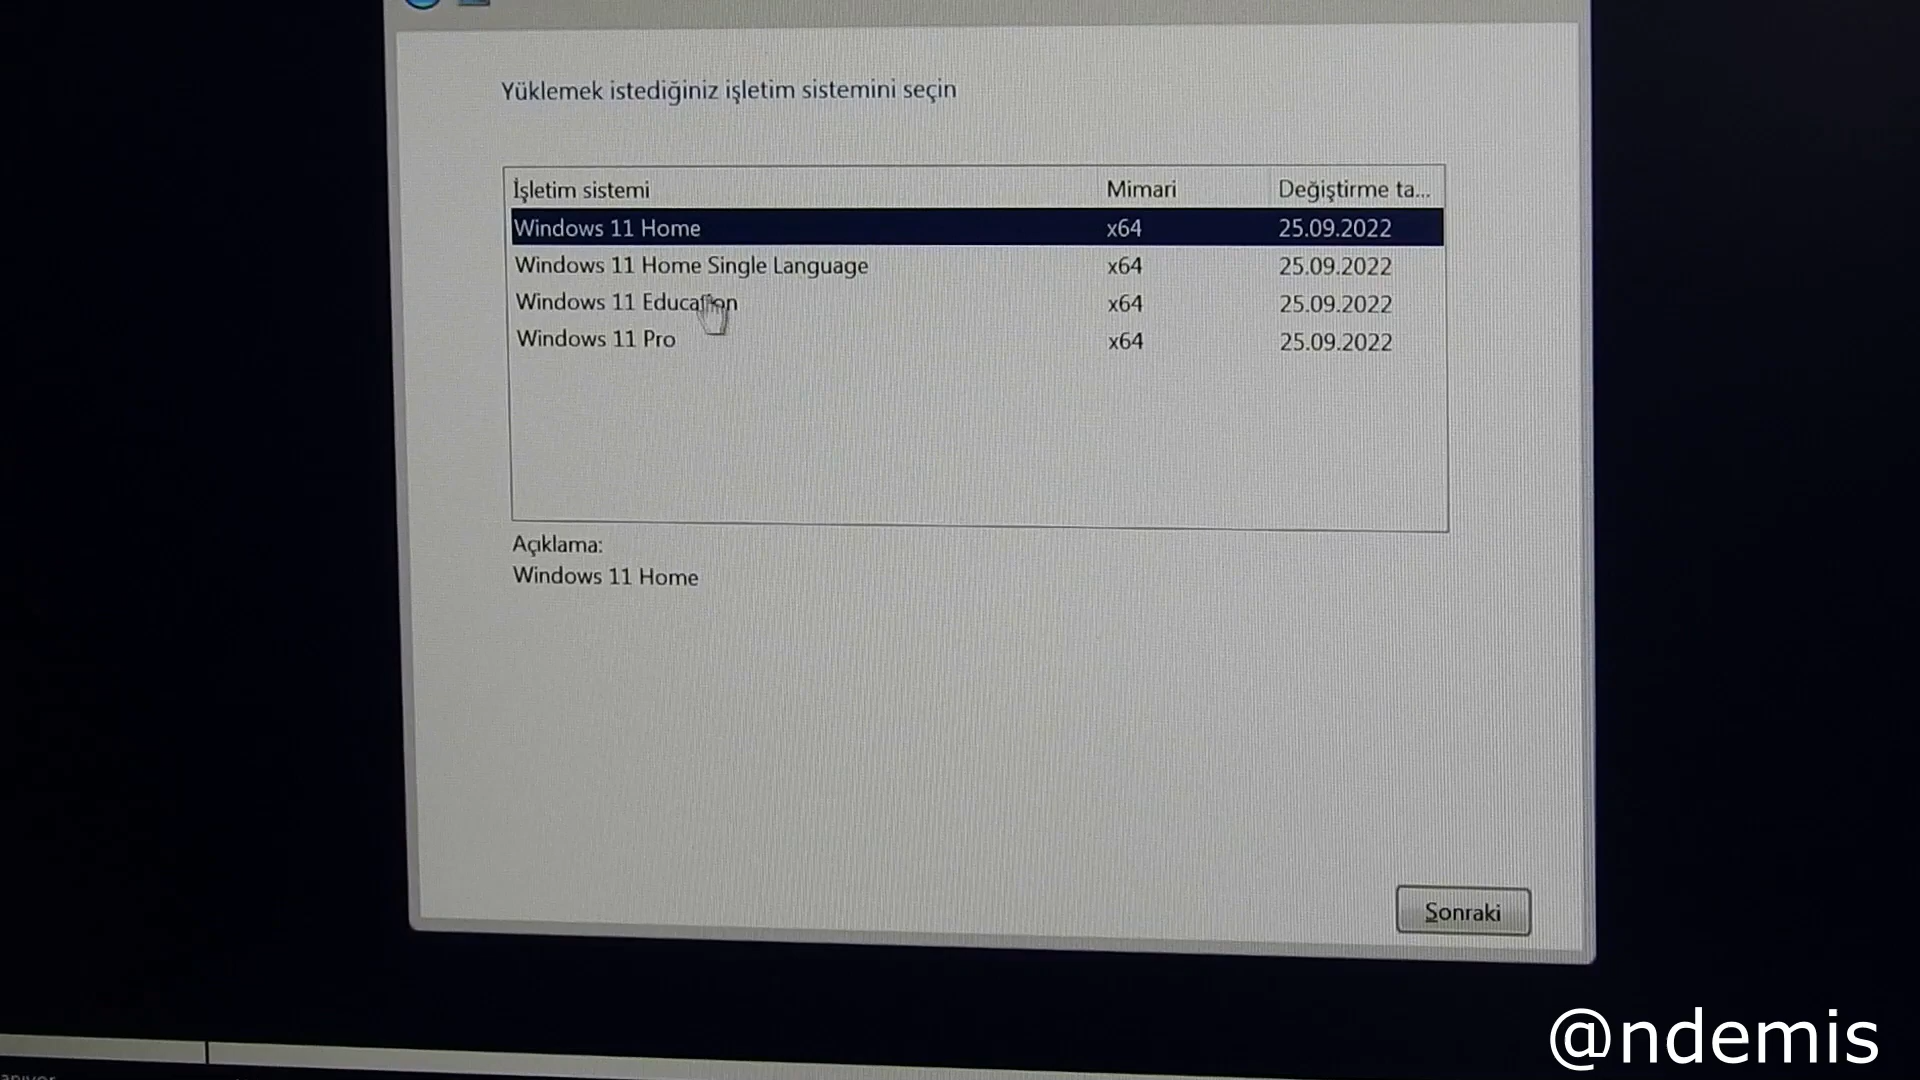 Yüklemek istediğiniz işletim sistemini seçin
İşletim sistemi Mimari Değiştirme ta...
Windows 11 Home x64 25.09.2022
Windows 11 Home Single Language x64 25.09.2022
Windows 11 Education x64 25.09.2022
Windows 11 Pro x64 25.09.2022
Açıklama:
Windows 11 Home
Sonraki
@ndemis